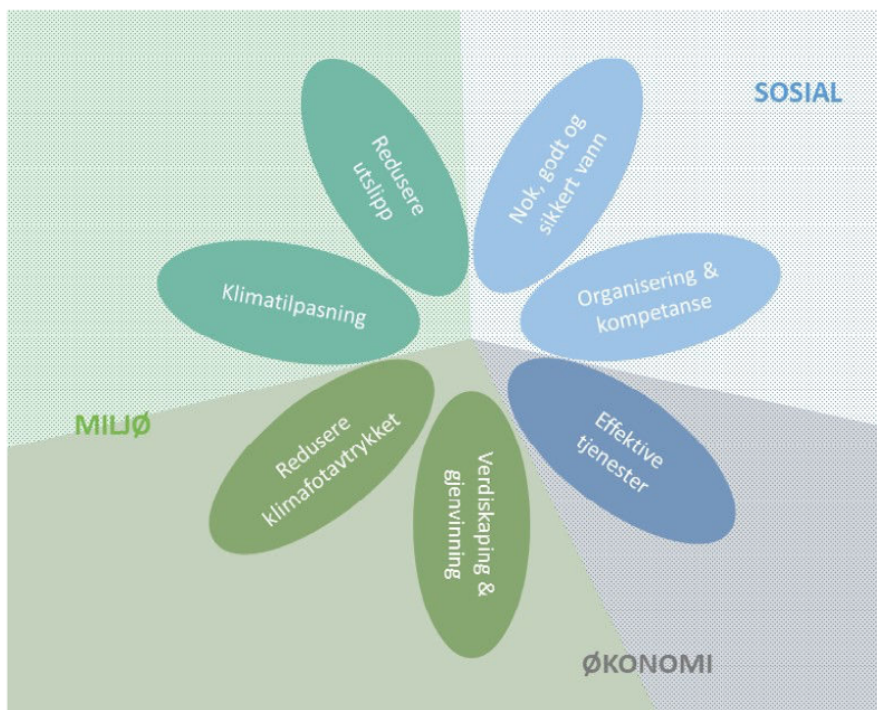 SOSIAL
Redusere
utslipp
Nok, godt og
sikkert vann
Klimatilpasning
Organisering &
kompetanse
MILJØ
Redusere
klimafotavtrykket
Verdiskaping &
gjenvinning
Effektive
tjenester
ØKONOMI